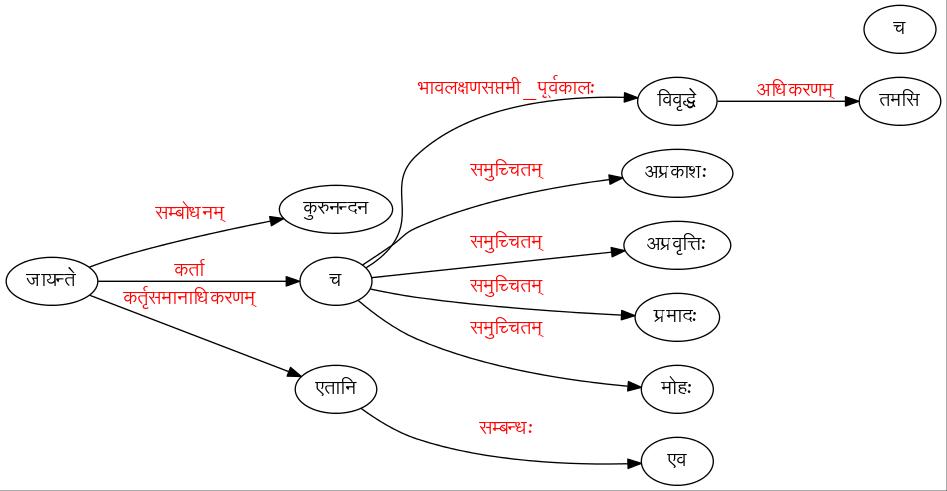 च
भावलक्षणसप्तमी_पूर्वकालः
विवृद्धे
अधिकरणम्
तमसि
समुच्चितम्
अप्रकाशः
सम्बोधनम्
कुरुनन्दन
समुच्चितम्
अप्रवृत्तिः
जायन्ते
कर्ता
च
समुच्चितम्
कर्तृसमानाधिकरणम्
प्रमादः
समुच्चितम्
एतानि
मोहः
सम्बन्धः
एव